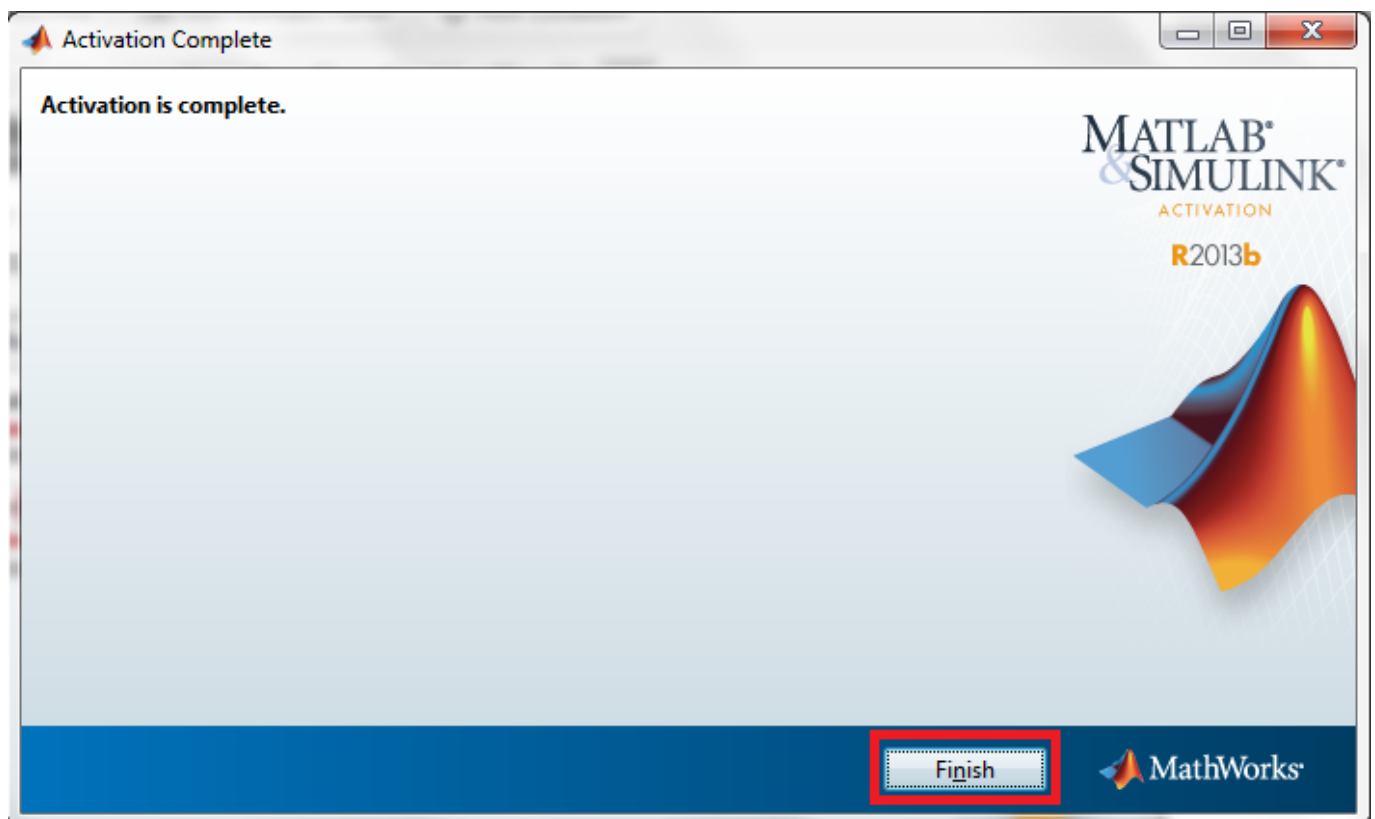 Activation Complete
Activation is complete.
MATLAB®
&SIMULINK®
ACTIVATION
R2013b
Finish
MathWorks®